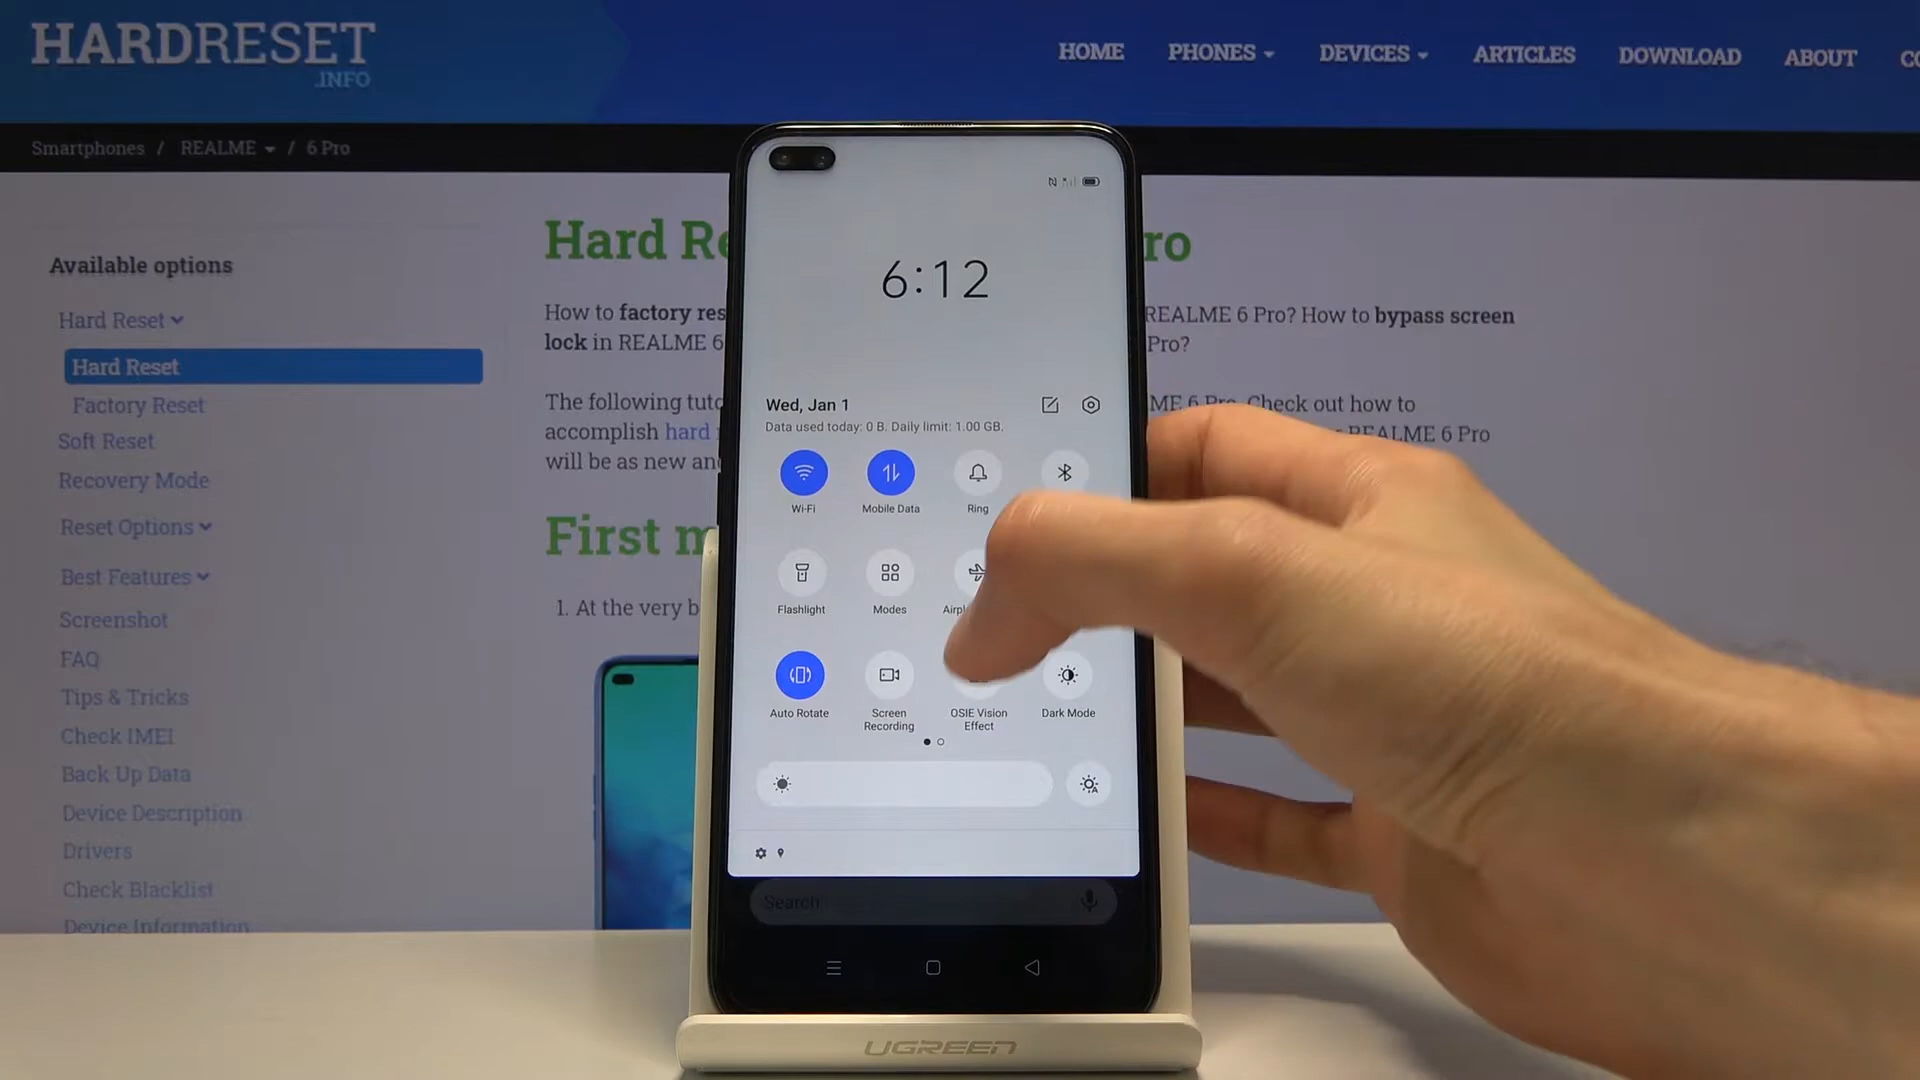 HARDRESET
.INFO
HOME PHONES DEVICES ARTICLES DOWNLOAD ABOUT
Smartphones / REALME / 6 Pro
Available options
Hard Reset
Hard Reset
Factory Reset
Soft Reset
Recovery Mode
Reset Options
Best Features
Screenshot
FAQ
Tips & Tricks
Check IMEI
Back Up Data
Device Description
Drivers
Check Blacklist
Device Information
Hard Re ro
How to factory res REALME 6 Pro? How to bypass screen
lock in REALME 6 Pro?
The following tuto ME 6 Pro. Check out how to
accomplish hard REALME 6 Pro
will be as new an
First m
1. At the very b
6:12
Wed, Jan 1
Data used today: 0 B. Daily limit: 1.00 GB.
Wi-Fi
Mobile Data
Ring
Flashlight
Modes
Airpl
Auto Rotate
Screen
Recording
OSIE Vision
Effect
Dark Mode
Search
UGREEN